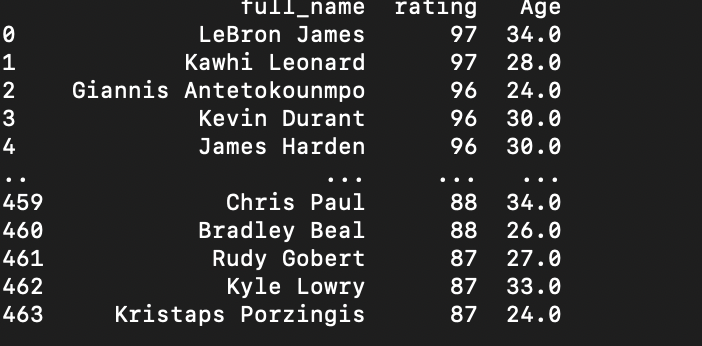 full_name rating Age
0 LeBron James 97 34.0
1 Kawhi Leonard 97 28.0
2 Giannis Antetokounmpo 96 24.0
3 Kevin Durant 96 30.0
4 James Harden 96 30.0
.. ... ... ...
459 Chris Paul 88 34.0
460 Bradley Beal 88 26.0
461 Rudy Gobert 87 27.0
462 Kyle Lowry 87 33.0
463 Kristaps Porzingis 87 24.0